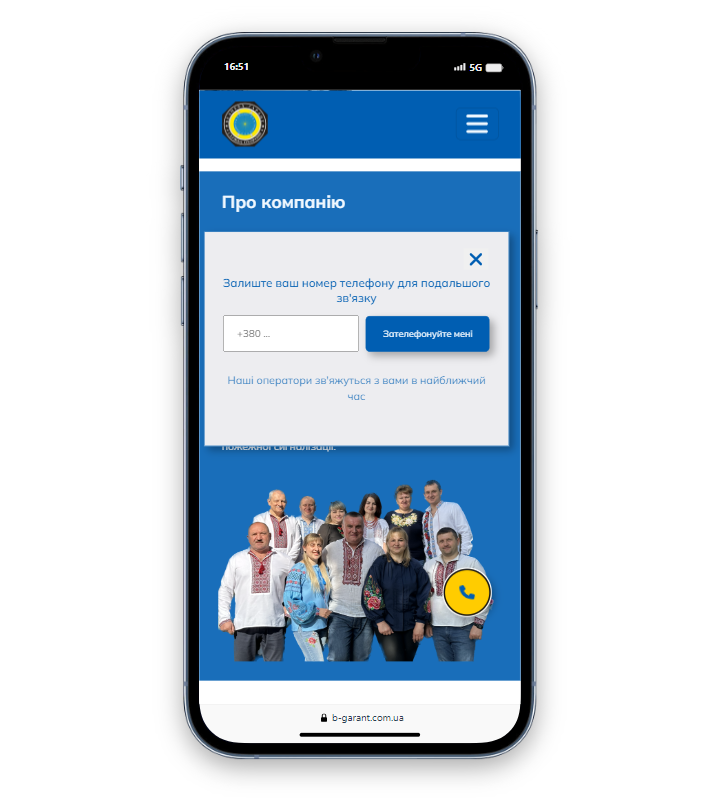 16:51
5G
Про компанію
Залиште ваш номер телефону для подальшого
зв'язку
+380 ...
Зателефонуйте мені
Наші оператори зв'яжуться з вами в найближчий
час
пожежної сигналізації.
b-garant.com.ua